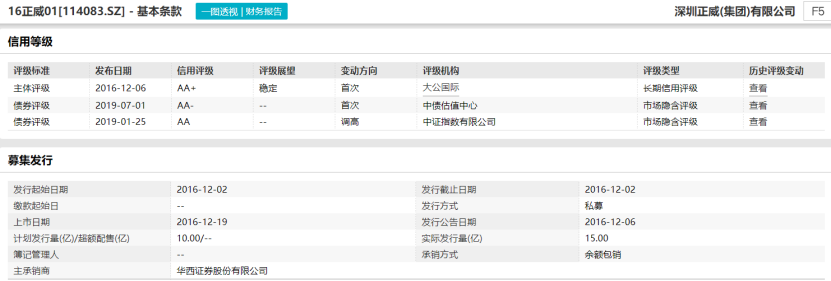 16正威01[114083.SZ] - 基本条款 一图透视 | 财务报告 深圳正威(集团)有限公司 F5
信用等级
评级标准 发布日期 信用评级 评级展望 变动方向 评级机构 评级类型 历史评级变动
主体评级 2016-12-06 AA+ 稳定 首次 大公国际 长期信用评级 查看
债券评级 2019-07-01 AA- -- 首次 中债估值中心 市场隐含评级 查看
债券评级 2019-01-25 AA -- 调高 中证指数有限公司 市场隐含评级 查看
募集发行
发行起始日期 2016-12-02 发行截止日期 2016-12-02
缴款起始日 -- 发行方式 私募
上市日期 2016-12-19 发行公告日期 2016-12-06
计划发行量(亿)/超额配售(亿) 10.00/-- 实际发行量(亿) 15.00
簿记管理人 -- 承销方式 余额包销
主承销商 华西证券股份有限公司